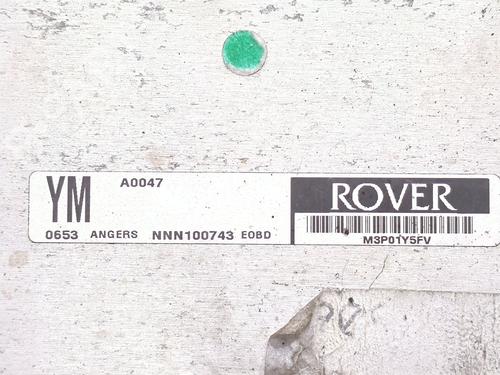 YM A0047
0653 ANGERS NNN100743 EOBD
ROVER
M3P01Y5FV